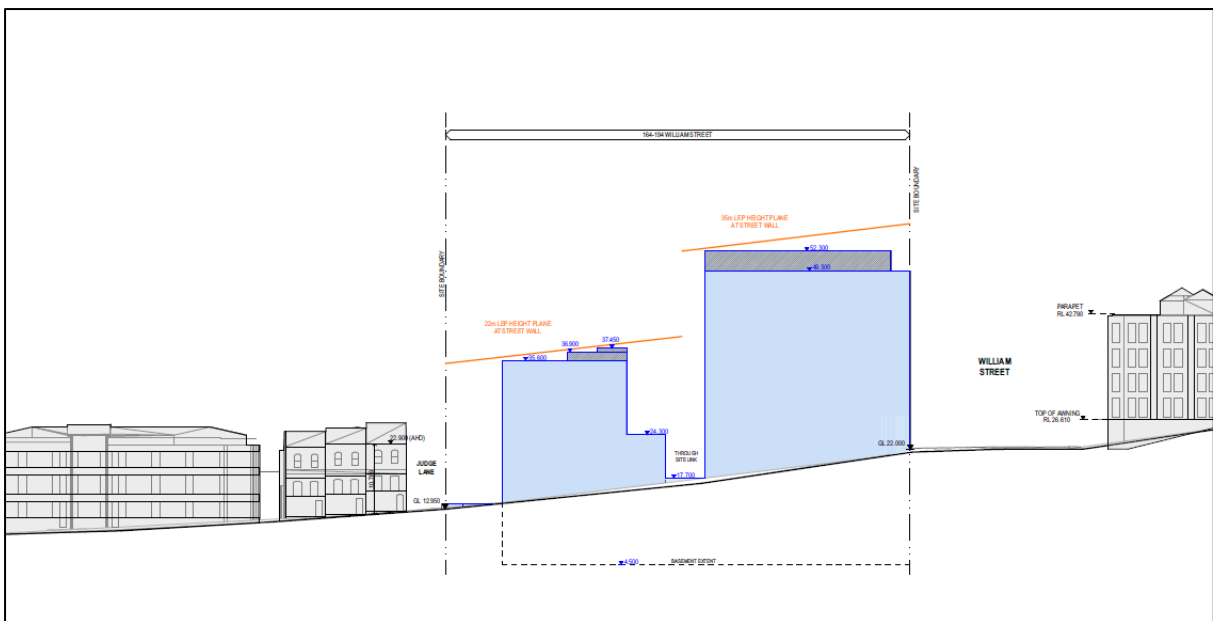 164-194 WILLIAM STREET
SITE BOUNDARY
35m LEP HEIGHT PLANE
AT STREET WALL
52.300
49.300
SITE BOUNDARY
22m LEP HEIGHT PLANE
AT STREET WALL
36.900
37.450
35.600
PARAPET
RL 42.790
WILLIAM
STREET
TOP OF AWNING
RL 26.610
24.300
22.900 (AHD)
GL 22.000
THROUGH
SITE LINK
JUDGE
LANE
17.700
GL 12.950
4.500
BASEMENT EXTENT